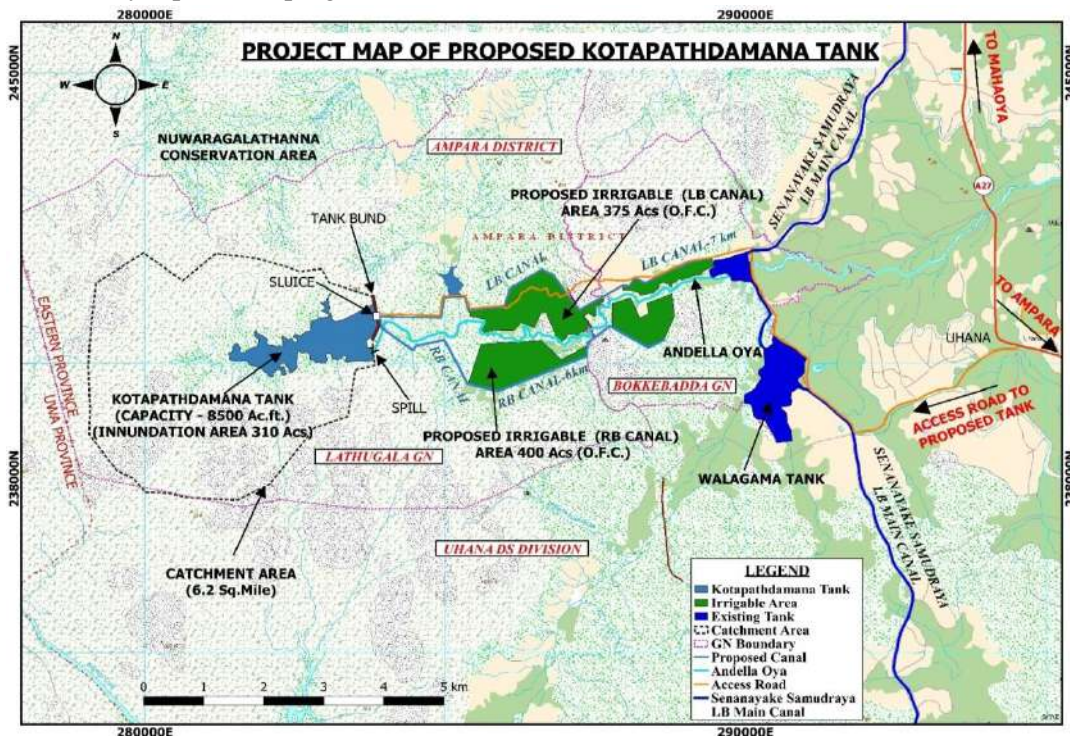 280000E
290000E
PROJECT MAP OF PROPOSED KOTAPATHDAMANA TANK
N
W
E
S
2450000N
2450000N
TO MAHAOYA
NUWARAGALATHANNA
CONSERVATION AREA
AMPARA DISTRICT
SENANAYAKE SAMUDRAYA
LB MAIN CANAL
A27
PROPOSED IRRIGABLE (LB CANAL)
AREA 375 Acs (O.F.C.)
TANK BUND
AMPARA DISTRICT
LB CANAL
LB CANAL-7 km
SLUICE
TO AMPARA
EASTERN PROVINCE
UWA PROVINCE
UHANA
ANDELLA OYA
RB CANAL
RB CANAL-6km
BOKKEBADDA GN
KOTAPATHDAMANA TANK
(CAPACITY - 8500 Ac.ft.)
(INNUNDATION AREA 310 Acs)
SPILL
ACCESS ROAD TO
PROPOSED TANK
PROPOSED IRRIGABLE (RB CANAL)
AREA 400 Acs (O.F.C.)
LATHUGALA GN
WALAGAMA TANK
2380000N
2380000N
SENANAYAKE SAMUDRAYA
LB MAIN CANAL
UHANA DS DIVISION
CATCHMENT AREA
(6.2 Sq.Mile)
LEGEND
Kotapathdamana Tank
Irrigable Area
Existing Tank
Catchment Area
GN Boundary
Proposed Canal
Andella Oya
Access Road
Senanayake Samudraya
LB Main Canal
0 1 2 3 4 5 km
280000E
290000E